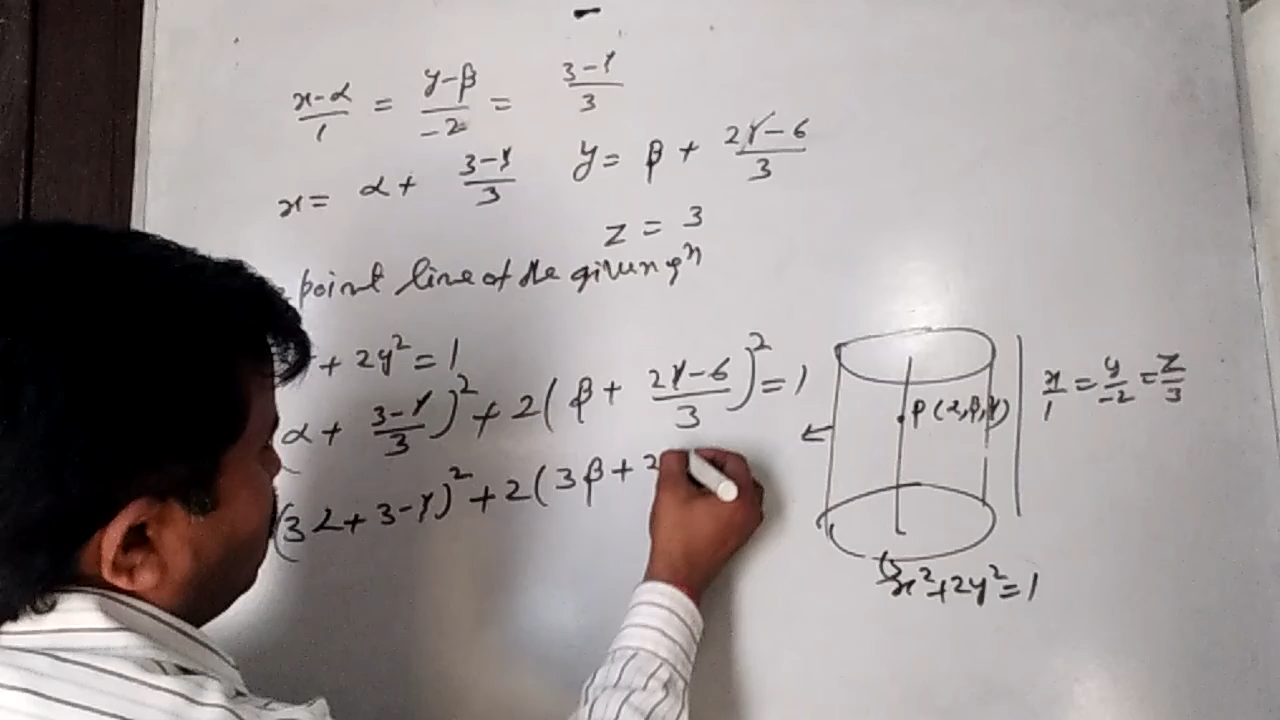 (x-α)/1 = (y-β)/-2 = (3-γ)/3
x = α + (3-γ)/3  y = β + (2γ-6)/3
z = 3
point line of the given
+ 2y² = 1
α + (3-γ)/3)² + 2(β + (2γ-6)/3)² = 1
(3α + 3-γ)² + 2(3β + 2
P(α,β,γ)
x/1 = y/-2 = z/3
x² + 2y² = 1